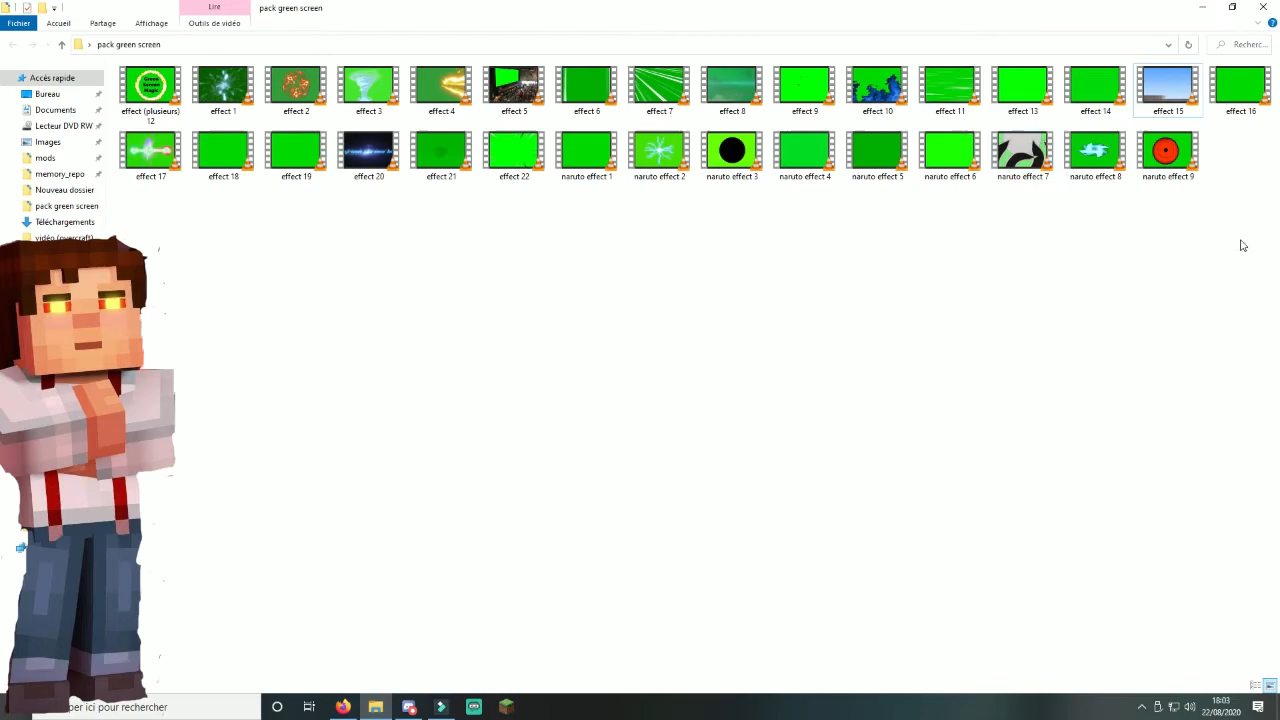 Lire
pack green screen
Fichier
Accueil
Partage
Affichage
Outils de vidéo
pack green screen
Recherc...
Accès rapide
Bureau
Documents
Lecteur DVD RW
Images
mods
memory_repo
Nouveau dossier
pack green screen
Téléchargements
vidéo (overcraft)
Green
Screen
Magic
effect (plusieurs)
12
effect 1
effect 2
effect 3
effect 4
effect 5
effect 6
effect 7
effect 8
effect 9
effect 10
effect 11
effect 13
effect 14
effect 15
effect 16
effect 17
effect 18
effect 19
effect 20
effect 21
effect 22
naruto effect 1
naruto effect 2
naruto effect 3
naruto effect 4
naruto effect 5
naruto effect 6
naruto effect 7
naruto effect 8
naruto effect 9
per ici pour rechercher
18:03
22/08/2020